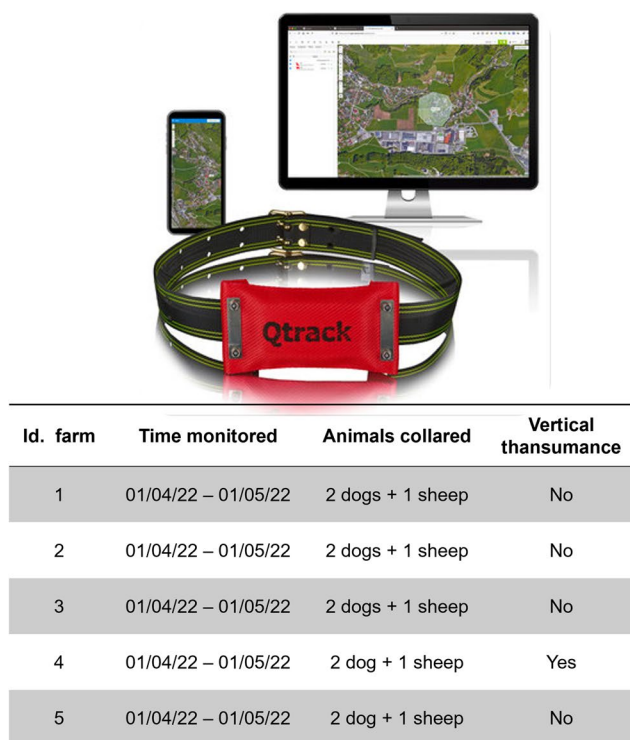 Qtrack
Id. farm Time monitored Animals collared Vertical thansumance
1 01/04/22 – 01/05/22 2 dogs + 1 sheep No
2 01/04/22 – 01/05/22 2 dogs + 1 sheep No
3 01/04/22 – 01/05/22 2 dogs + 1 sheep No
4 01/04/22 – 01/05/22 2 dog + 1 sheep Yes
5 01/04/22 – 01/05/22 2 dog + 1 sheep No